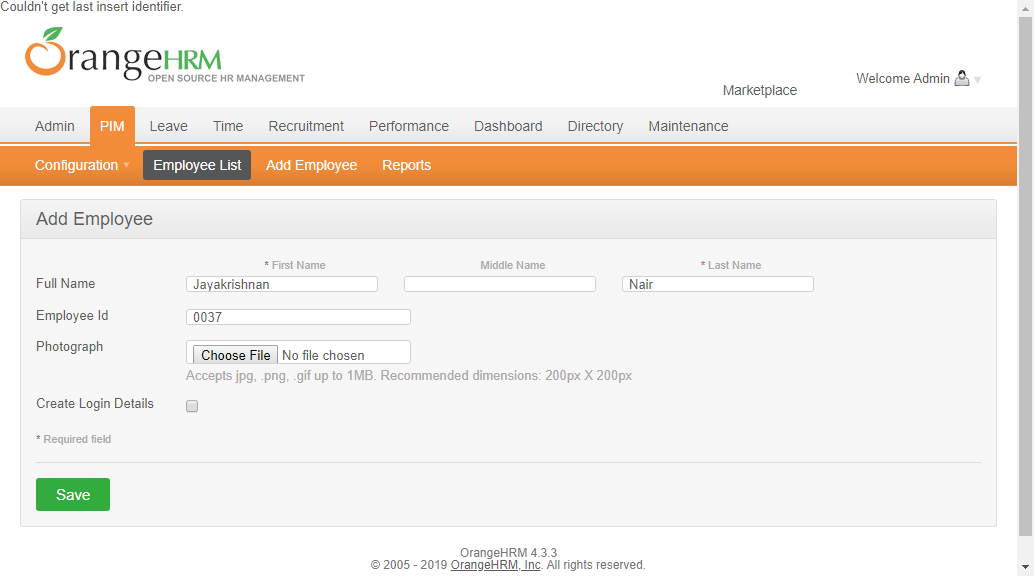 Couldn't get last insert identifier.
OrangeHRM
OPEN SOURCE HR MANAGEMENT
Marketplace
Welcome Admin
Admin PIM Leave Time Recruitment Performance Dashboard Directory Maintenance
Configuration Employee List Add Employee Reports
Add Employee
* First Name Middle Name * Last Name
Full Name Jayakrishnan Nair
Employee Id 0037
Photograph Choose File No file chosen
Accepts jpg, .png, .gif up to 1MB. Recommended dimensions: 200px X 200px
Create Login Details
* Required field
Save
OrangeHRM 4.3.3
© 2005 - 2019 OrangeHRM, Inc. All rights reserved.